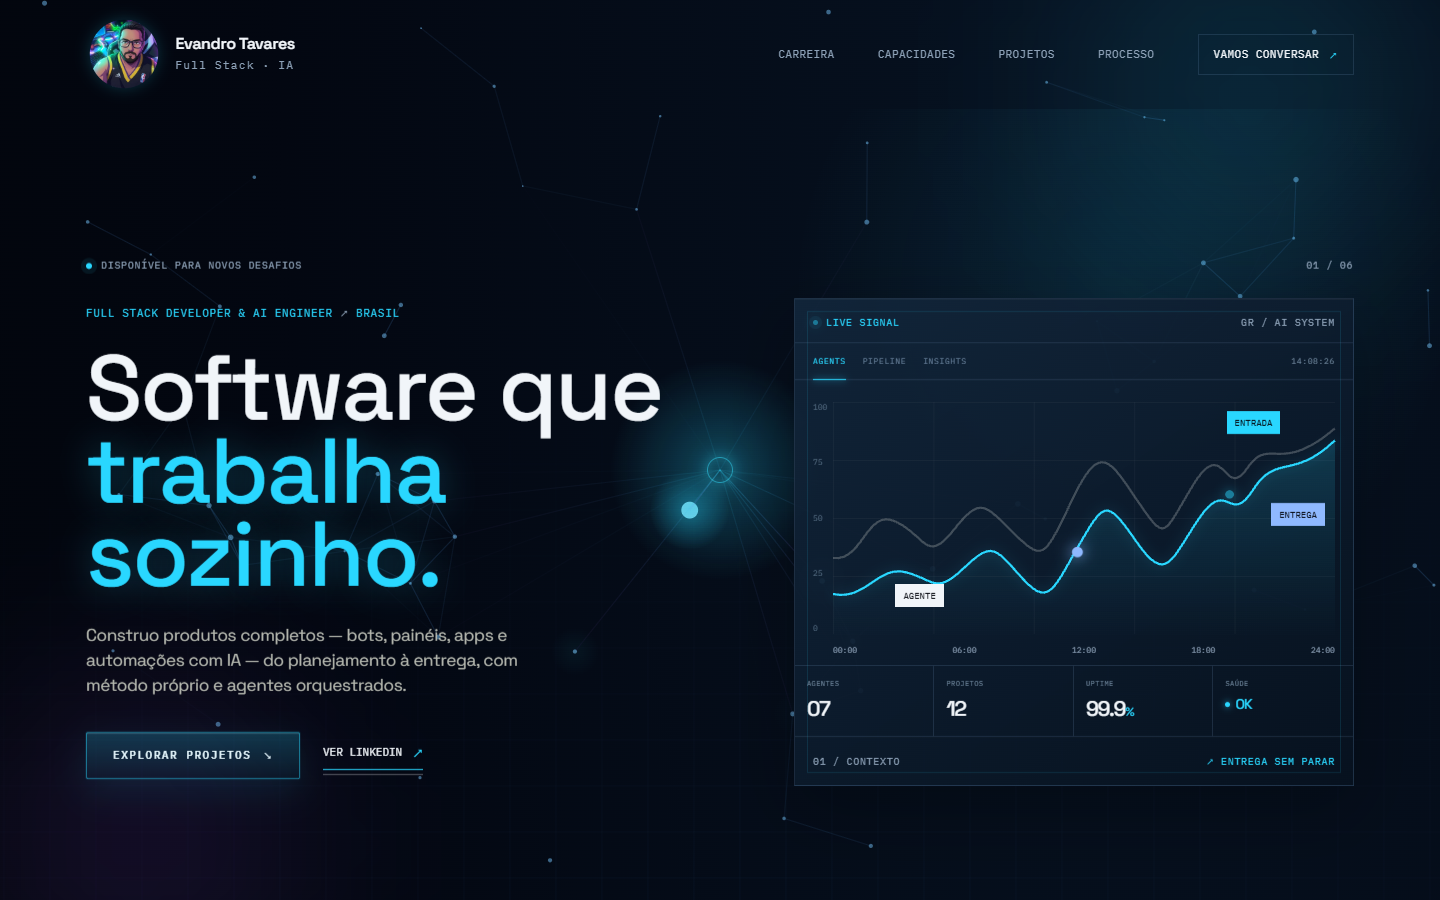 Evandro Tavares
Full Stack · IA
CARREIRA
CAPACIDADES
PROJETOS
PROCESSO
VAMOS CONVERSAR ↗
DISPONÍVEL PARA NOVOS DESAFIOS
01 / 06
FULL STACK DEVELOPER & AI ENGINEER ↗ BRASIL
Software que
trabalha
sozinho.
Construo produtos completos — bots, painéis, apps e
automações com IA — do planejamento à entrega, com
método próprio e agentes orquestrados.
EXPLORAR PROJETOS ↘
VER LINKEDIN ↗
LIVE SIGNAL
GR / AI SYSTEM
AGENTS
PIPELINE
INSIGHTS
14:08:26
100
75
50
25
0
ENTRADA
ENTREGA
AGENTE
00:00
06:00
12:00
18:00
24:00
AGENTES
07
PROJETOS
12
UPTIME
99.9%
SAÚDE
OK
01 / CONTEXTO
↗ ENTREGA SEM PARAR